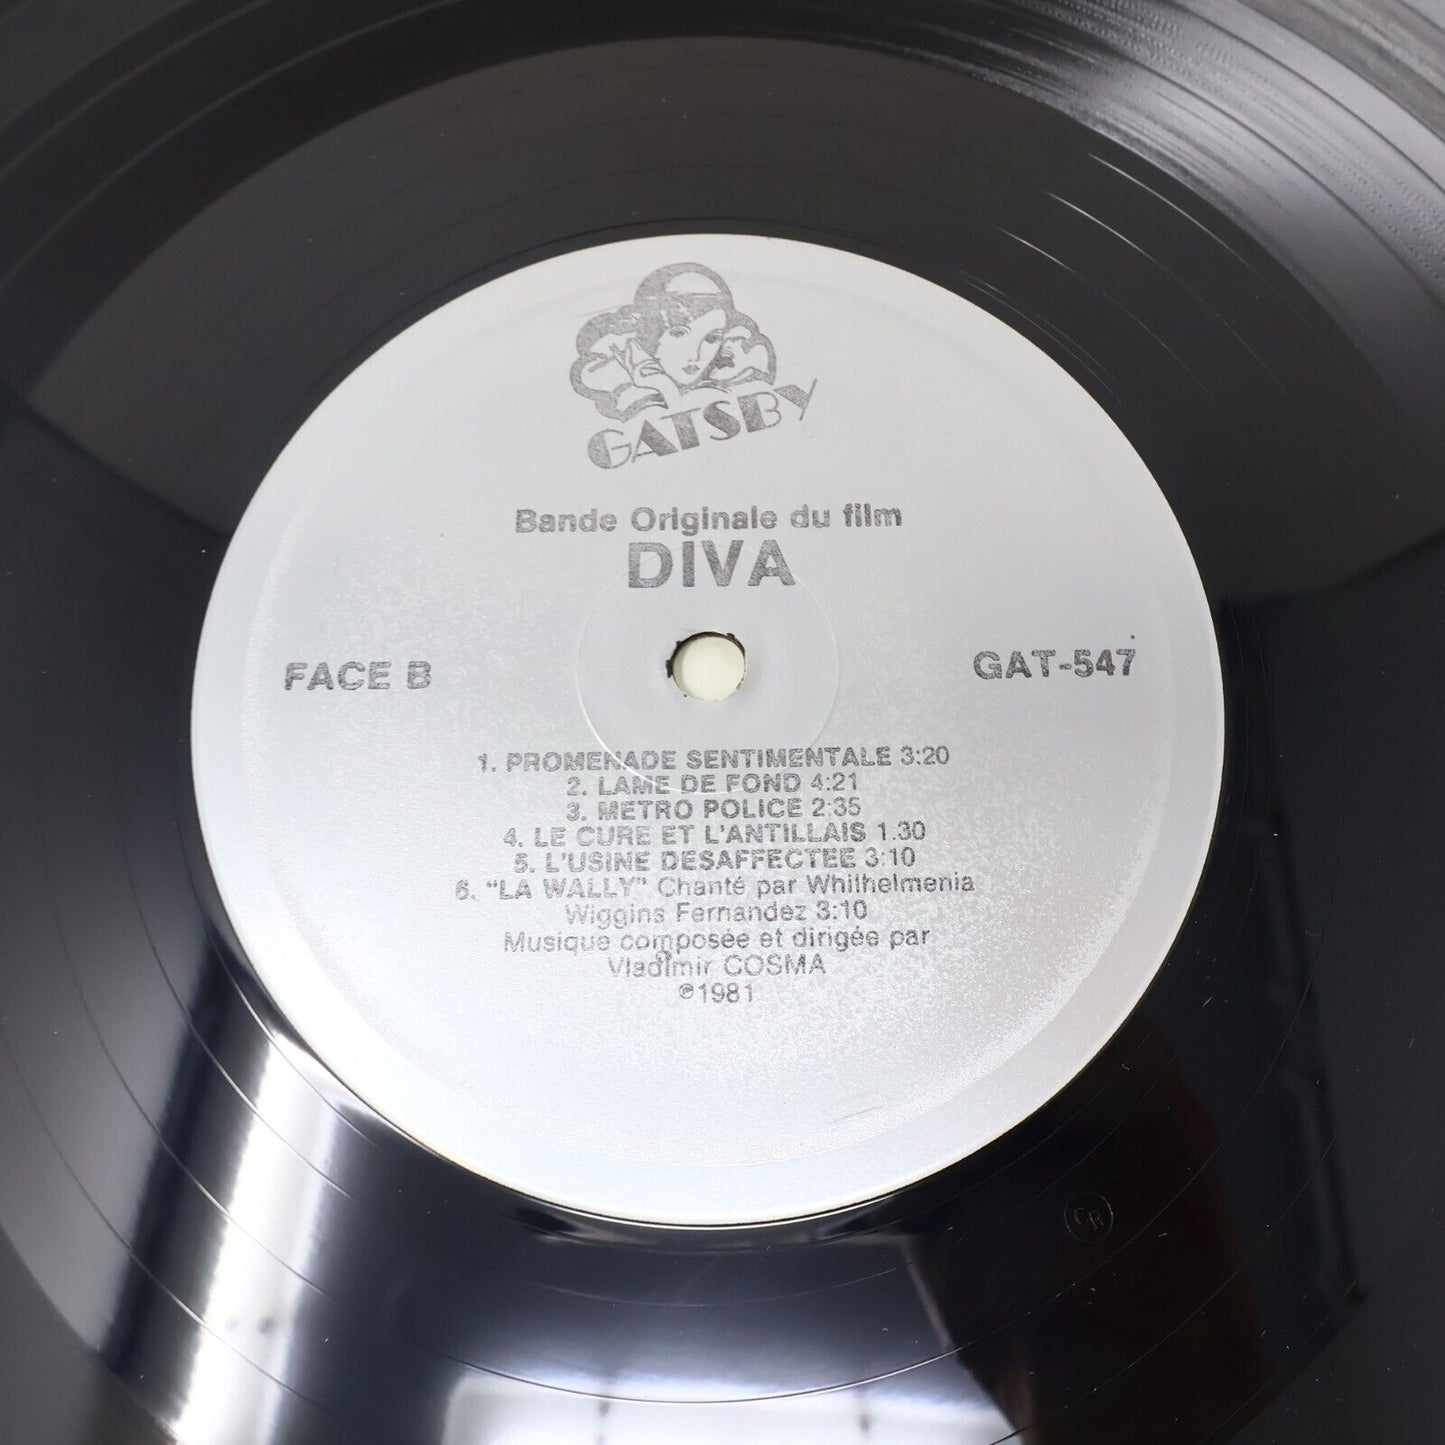 GATSBY
Bande Originale du film
DIVA
FACE B
GAT-547
1. PROMENADE SENTIMENTALE 3:20
2. LAME DE FOND 4:21
3. METRO POLICE 2:35
4. LE CURE ET L'ANTILLAIS 1.30
5. L'USINE DESAFFECTEE 3:10
6. "LA WALLY" Chanté par Whilhelmenia
Wiggins Fernandez 3:10
Musique composée et dirigée par
Vladimir COSMA
℗1981